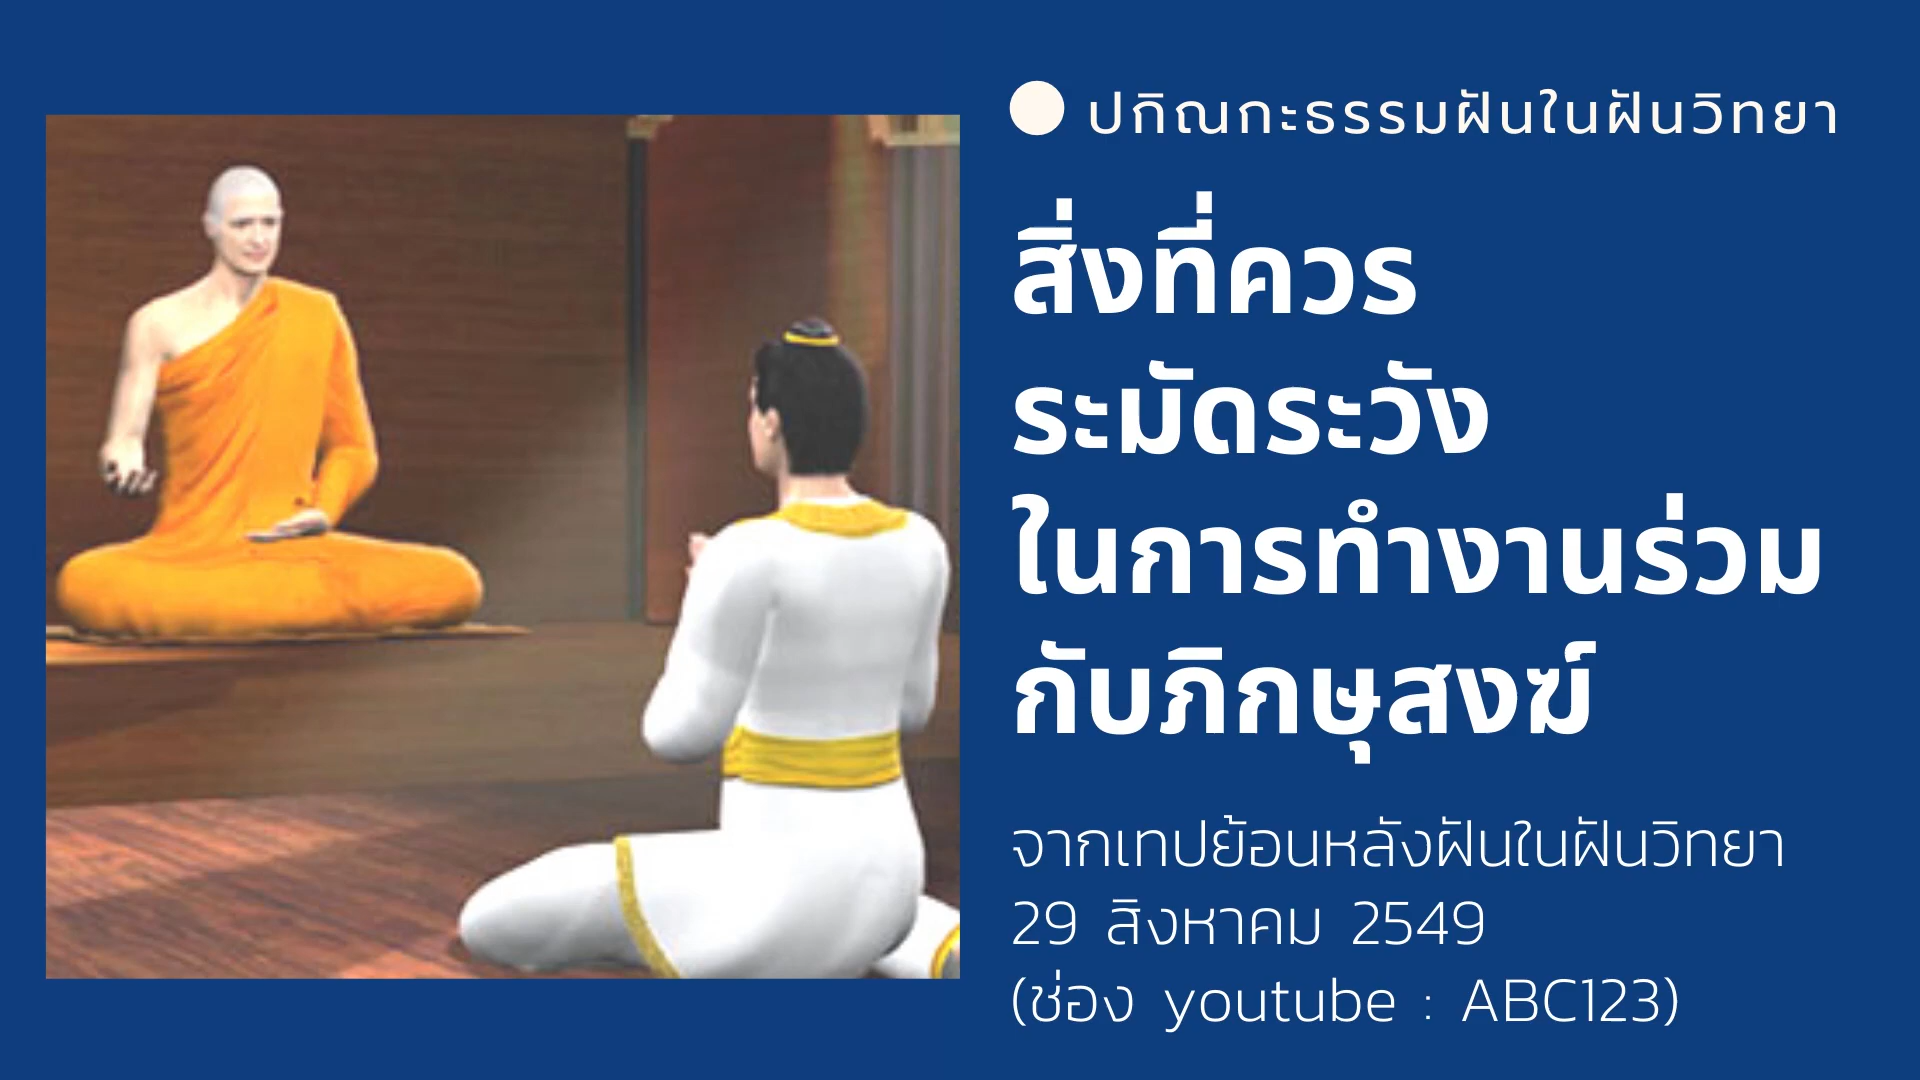 ปกิณกะธรรมฝันในฝันวิทยา
สิ่งที่ควร
ระมัดระวัง
ในการทำงานร่วม
กับภิกษุสงฆ์
จากเทปย้อนหลังฝันในฝันวิทยา
29 สิงหาคม 2549
(ช่อง youtube : ABC123)